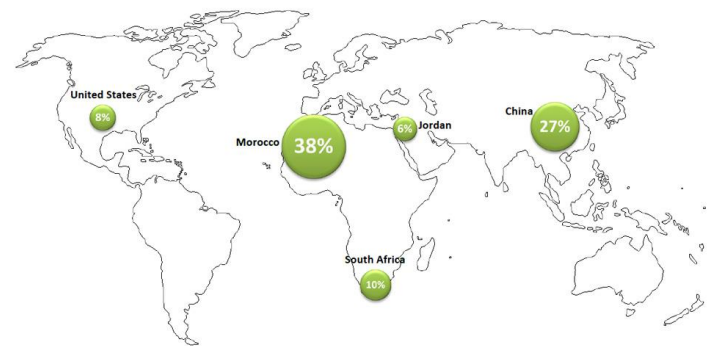 United States
8%
Morocco
38%
6%
Jordan
China
27%
South Africa
10%